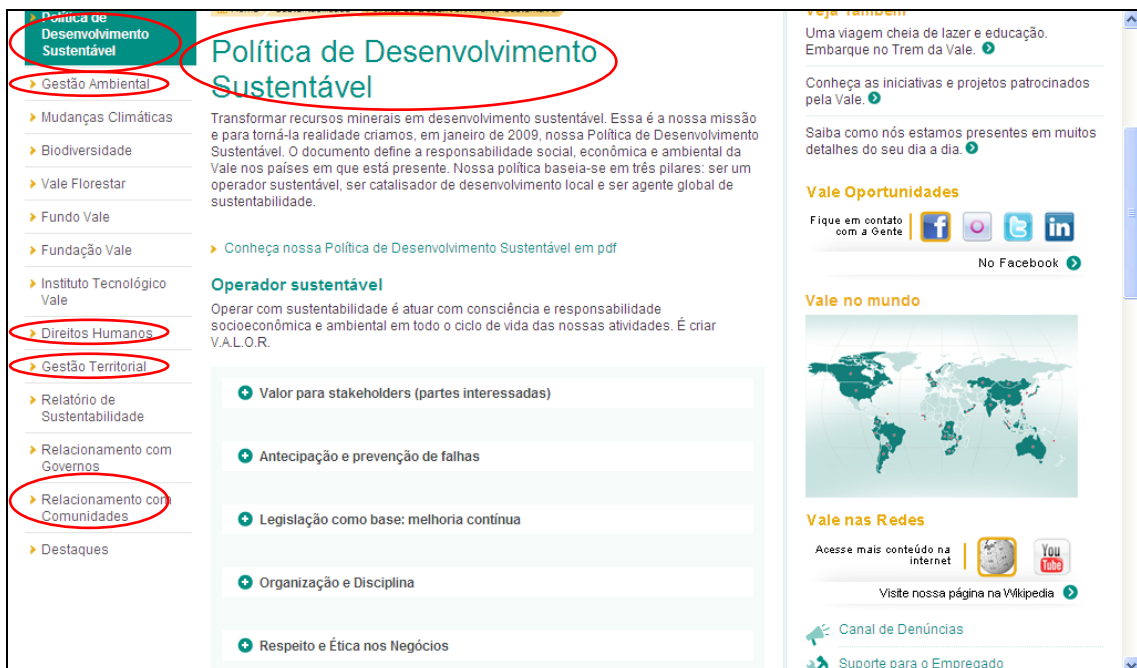 Política de
Desenvolvimento
Sustentável
Gestão Ambiental
Mudanças Climáticas
Biodiversidade
Vale Florestar
Fundo Vale
Fundação Vale
Instituto Tecnológico
Vale
Direitos Humanos
Gestão Territorial
Relatório de
Sustentabilidade
Relacionamento com
Governos
Relacionamento com
Comunidades
Destaques
Política de Desenvolvimento
Sustentável
Transformar recursos minerais em desenvolvimento sustentável. Essa é a nossa missão
e para torná-la realidade criamos, em janeiro de 2009, nossa Política de Desenvolvimento
Sustentável. O documento define a responsabilidade social, econômica e ambiental da
Vale nos países em que está presente. Nossa política baseia-se em três pilares: ser um
operador sustentável, ser catalisador de desenvolvimento local e ser agente global de
sustentabilidade.
Conheça nossa Política de Desenvolvimento Sustentável em pdf
Operador sustentável
Operar com sustentabilidade é atuar com consciência e responsabilidade
socioeconômica e ambiental em todo o ciclo de vida das nossas atividades. É criar
V.A.L.O.R.
Valor para stakeholders (partes interessadas)
Antecipação e prevenção de falhas
Legislação como base: melhoria contínua
Organização e Disciplina
Respeito e Ética nos Negócios
Veja Também
Uma viagem cheia de lazer e educação.
Embarque no Trem da Vale.
Conheça as iniciativas e projetos patrocinados
pela Vale.
Saiba como nós estamos presentes em muitos
detalhes do seu dia a dia.
Vale Oportunidades
Fique em contato
com a Gente
f
t
in
No Facebook
Vale no mundo
Vale nas Redes
Acesse mais conteúdo na
internet
You
Tube
Visite nossa página na Wikipedia
Canal de Denúncias
Suporte para o Empregado